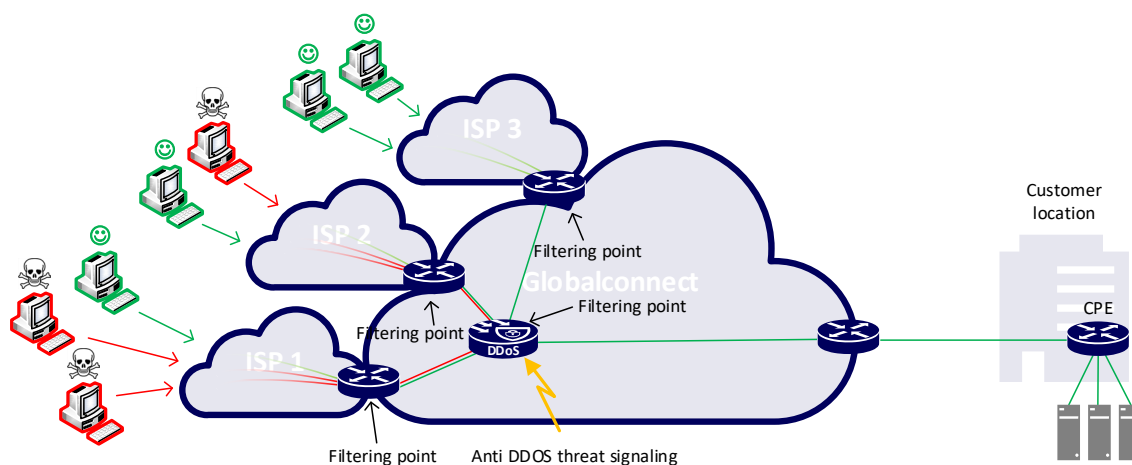 ISP 3
Customer
location
ISP 2
Filtering point
Globalconnect
Filtering point
CPE
Filtering point
DDoS
ISP 1
Filtering point
Anti DDOS threat signaling